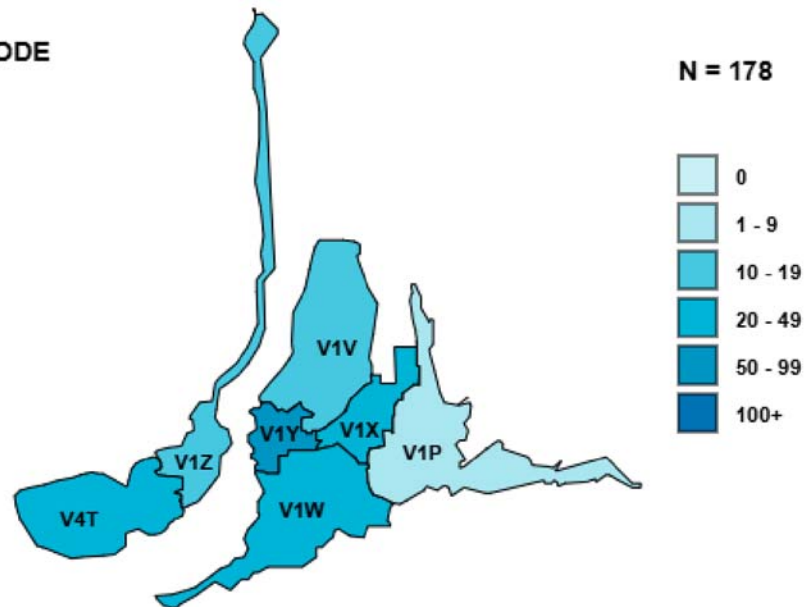 ODE
N = 178
0
1 - 9
10 - 19
20 - 49
50 - 99
100+
V1V
V1Y
V1X
V1Z
V1P
V4T
V1W